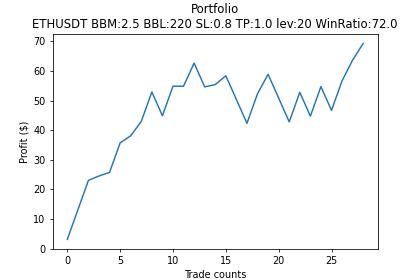 Portfolio
ETHUSDT BBM:2.5 BBL:220 SL:0.8 TP:1.0 lev:20 WinRatio:72.0
70
60
50
40
30
20
10
0
Profit ($)
0 5 10 15 20 25
Trade counts